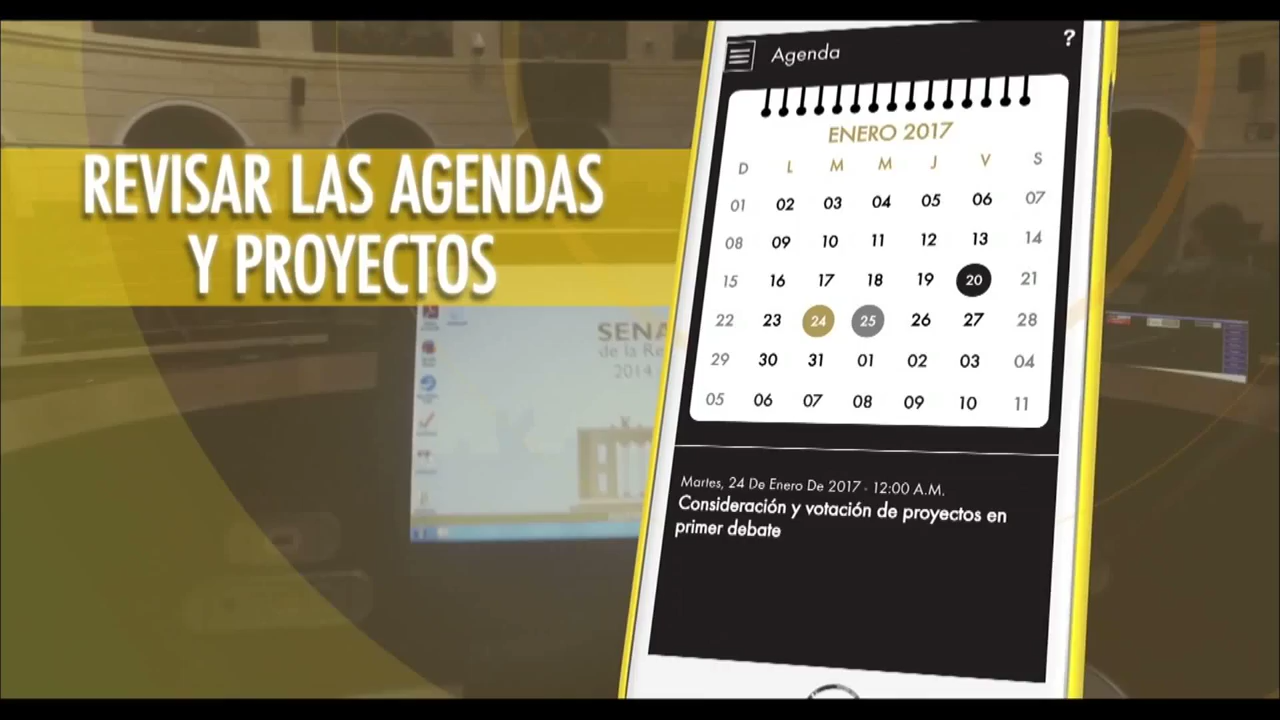 REVISAR LAS AGENDAS
Y PROYECTOS
SENA
de la Re
2014
Agenda
?
ENERO 2017
D L M M J V S
01 02 03 04 05 06 07
08 09 10 11 12 13 14
15 16 17 18 19 20 21
22 23 24 25 26 27 28
29 30 31 01 02 03 04
05 06 07 08 09 10 11
Martes, 24 De Enero De 2017 - 12:00 A.M.
Consideración y votación de proyectos en
primer debate